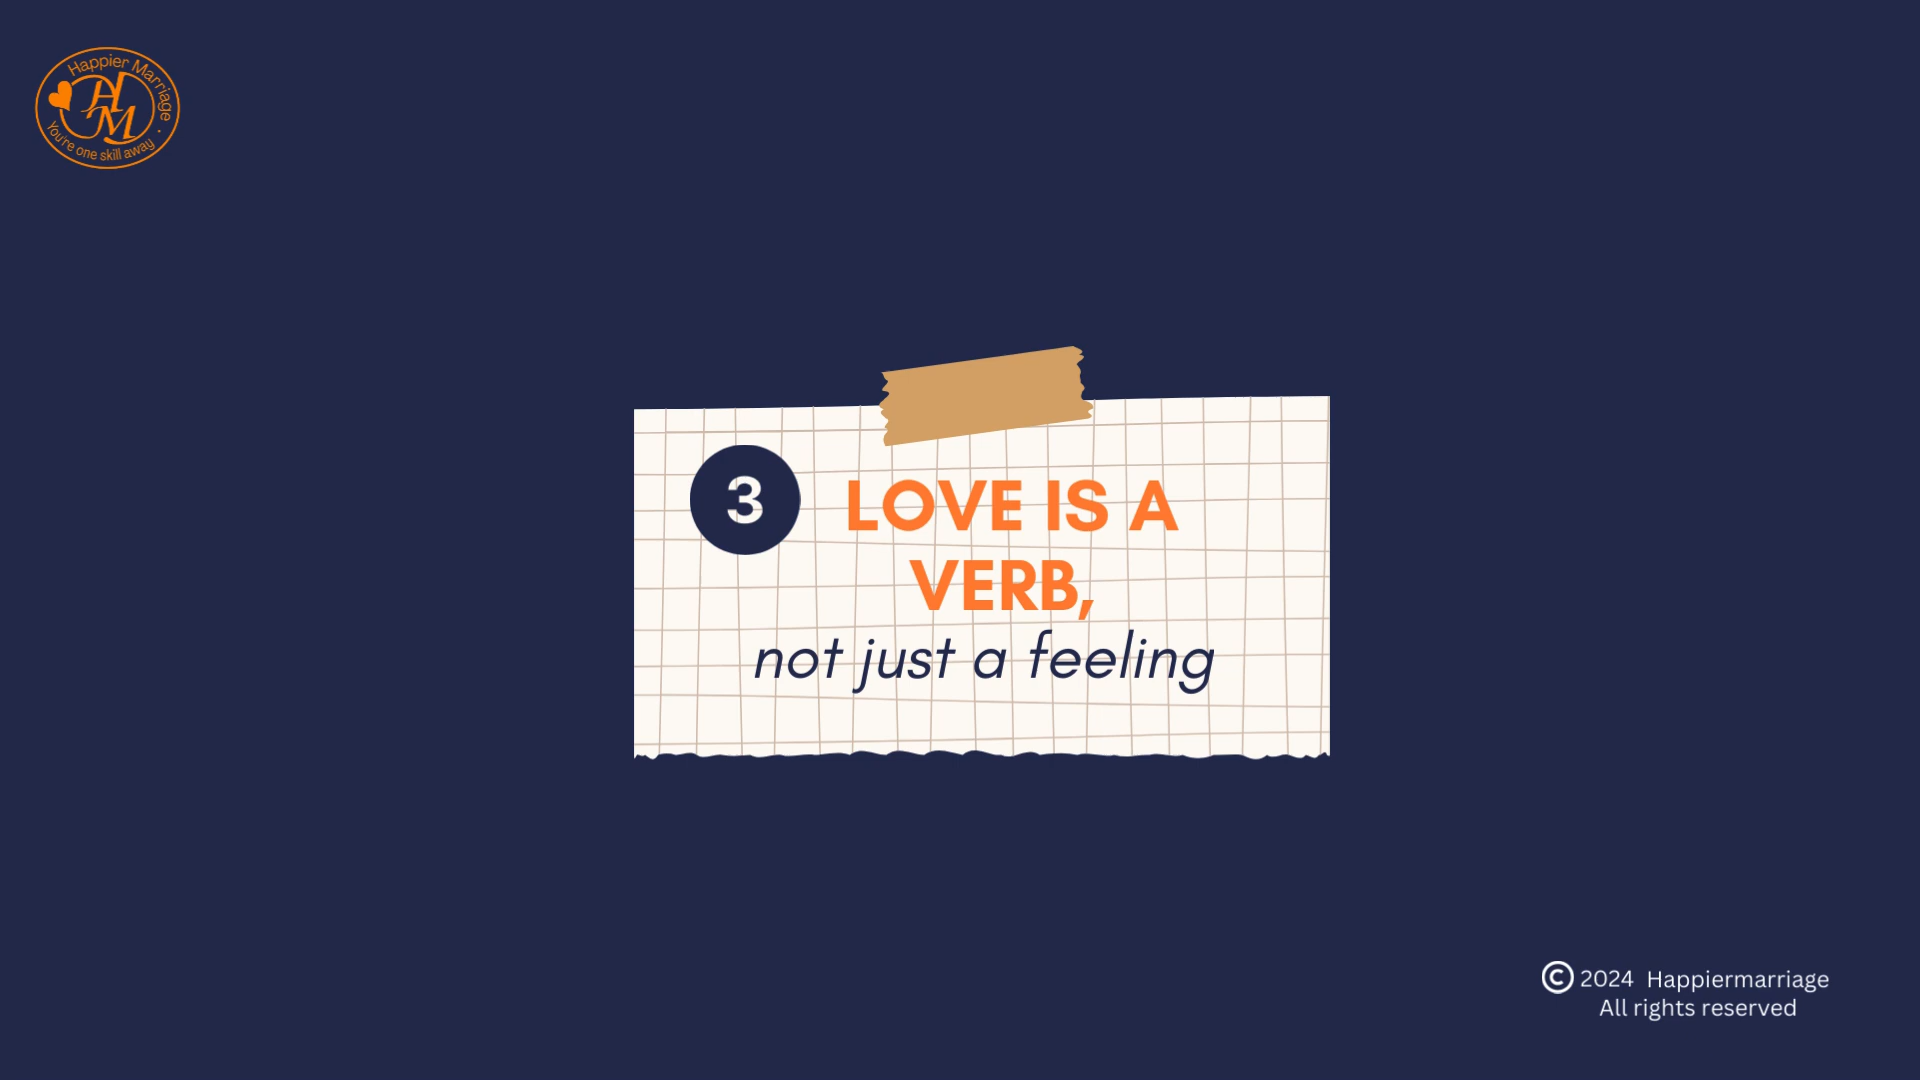 Happier Marriage
HM
You're one skill away
3
LOVE IS A
VERB,
not just a feeling
© 2024 Happiermarriage
All rights reserved